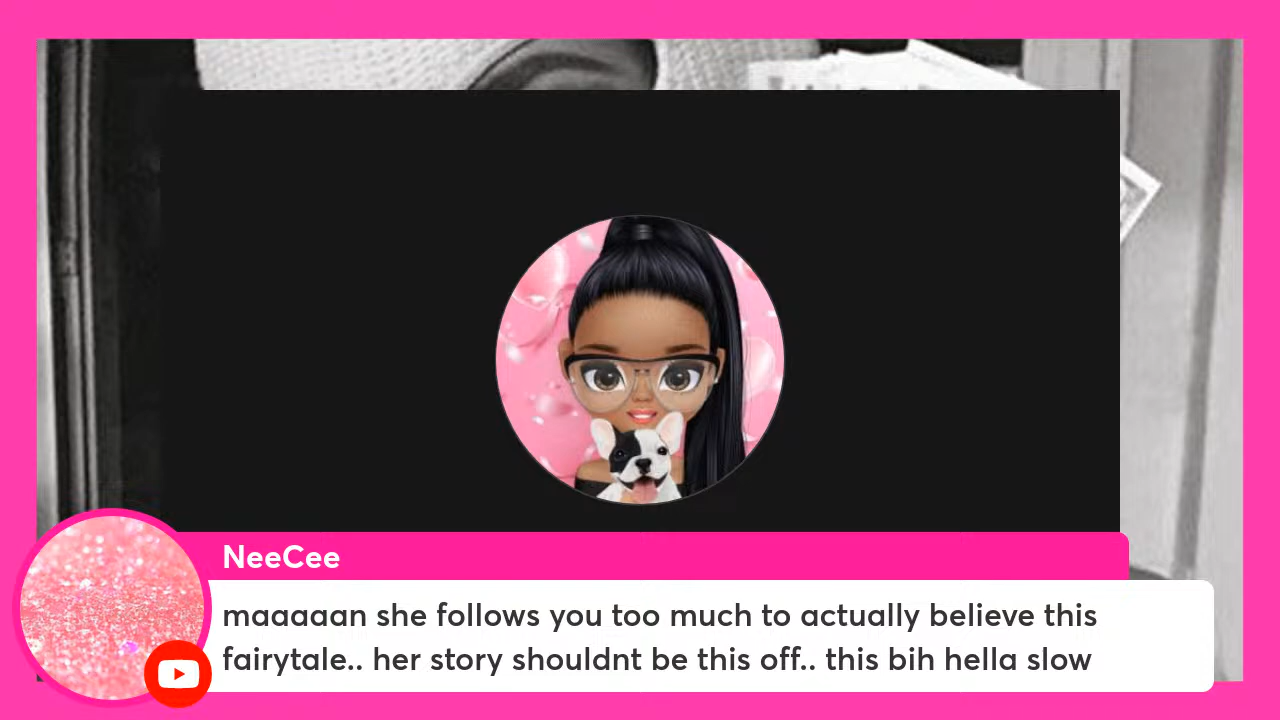 NeeCee
maaaaan she follows you too much to actually believe this
fairytale.. her story shouldnt be this off.. this bih hella slow